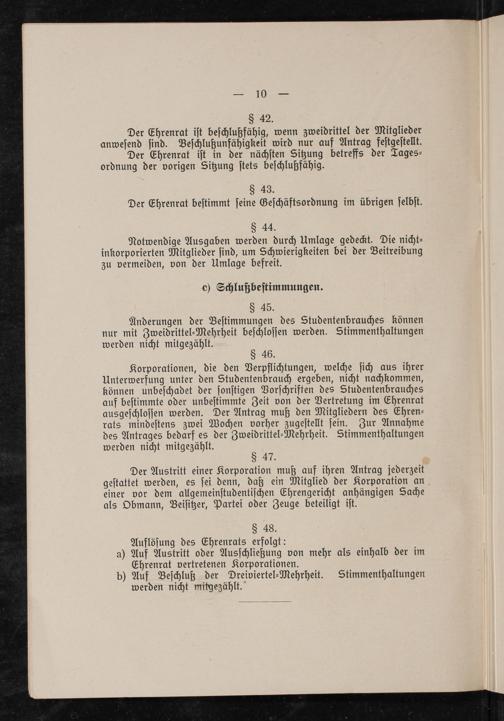 — 10 —
§ 42.
Der Ehrenrat ist beschlußfähig, wenn zweidrittel der Mitglieder
anwesend sind. Beschlußunfähigkeit wird nur auf Antrag festgestellt.
Der Ehrenrat ist in der nächsten Sitzung betreffs der Tages-
ordnung der vorigen Sitzung stets beschlußfähig.
§ 43.
Der Ehrenrat bestimmt seine Geschäftsordnung im übrigen selbst.
§ 44.
Notwendige Ausgaben werden durch Umlage gedeckt. Die nicht-
inkorporierten Mitglieder sind, um Schwierigkeiten bei der Beitreibung
zu vermeiden, von der Umlage befreit.
c) Schlußbestimmungen.
§ 45.
Änderungen der Bestimmungen des Studentenbrauches können
nur mit Zweidrittel-Mehrheit beschlossen werden. Stimmenthaltungen
werden nicht mitgezählt.
§ 46.
Korporationen, die den Verpflichtungen, welche sich aus ihrer
Unterwerfung unter den Studentenbrauch ergeben, nicht nachkommen,
können unbeschadet der sonstigen Vorschriften des Studentenbrauches
auf bestimmte oder unbestimmte Zeit von der Vertretung im Ehrenrat
ausgeschlossen werden. Der Antrag muß den Mitgliedern des Ehren-
rats mindestens zwei Wochen vorher zugestellt sein. Zur Annahme
des Antrages bedarf es der Zweidrittel-Mehrheit. Stimmenthaltungen
werden nicht mitgezählt.
§ 47.
Der Austritt einer Korporation muß auf ihren Antrag jederzeit
gestattet werden, es sei denn, daß ein Mitglied der Korporation an
einer vor dem allgemeinstudentischen Ehrengericht anhängigen Sache
als Obmann, Beisitzer, Partei oder Zeuge beteiligt ist.
§ 48.
Auflösung des Ehrenrats erfolgt:
a) Auf Austritt oder Ausschließung von mehr als einhalb der im
Ehrenrat vertretenen Korporationen.
b) Auf Beschluß der Dreiviertel-Mehrheit. Stimmenthaltungen
werden nicht mitgezählt.